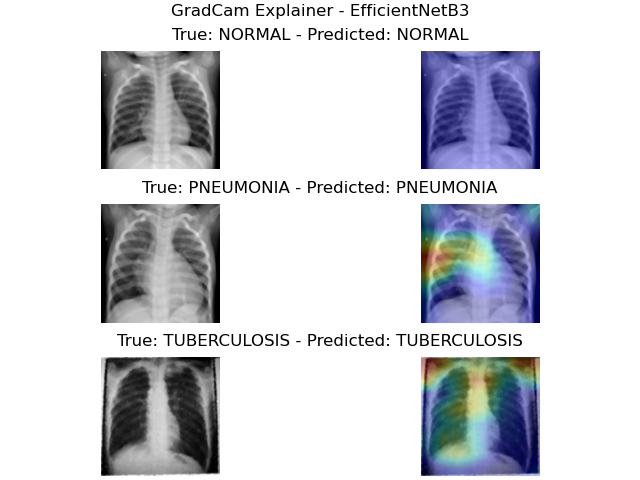 GradCam Explainer - EfficientNetB3
True: NORMAL - Predicted: NORMAL
True: PNEUMONIA - Predicted: PNEUMONIA
True: TUBERCULOSIS - Predicted: TUBERCULOSIS